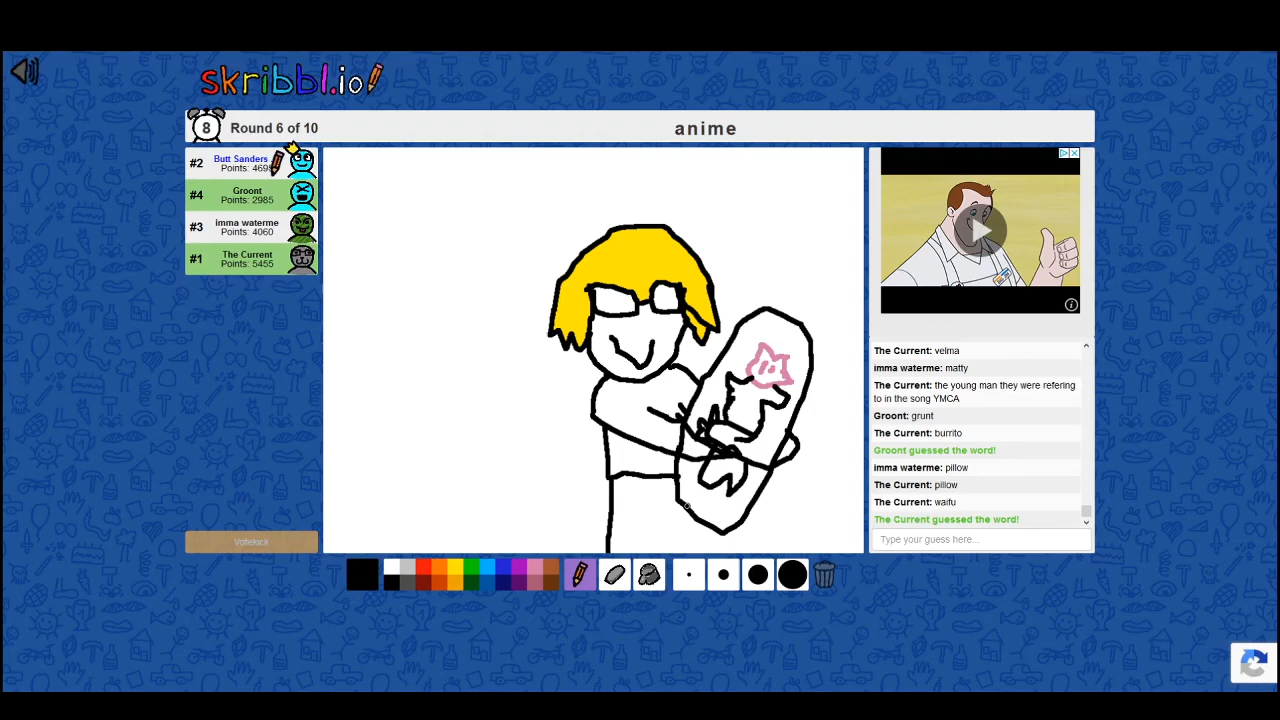 skribbl.io
8
Round 6 of 10
anime
#2
Butt Sanders
Points: 4695
#4
Groont
Points: 2985
#3
imma waterme
Points: 4060
#1
The Current
Points: 5455
Votekick
The Current: velma
imma waterme: matty
The Current: the young man they were refering
to in the song YMCA
Groont: grunt
The Current: burrito
Groont guessed the word!
imma waterme: pillow
The Current: pillow
The Current: waifu
The Current guessed the word!
Type your guess here...